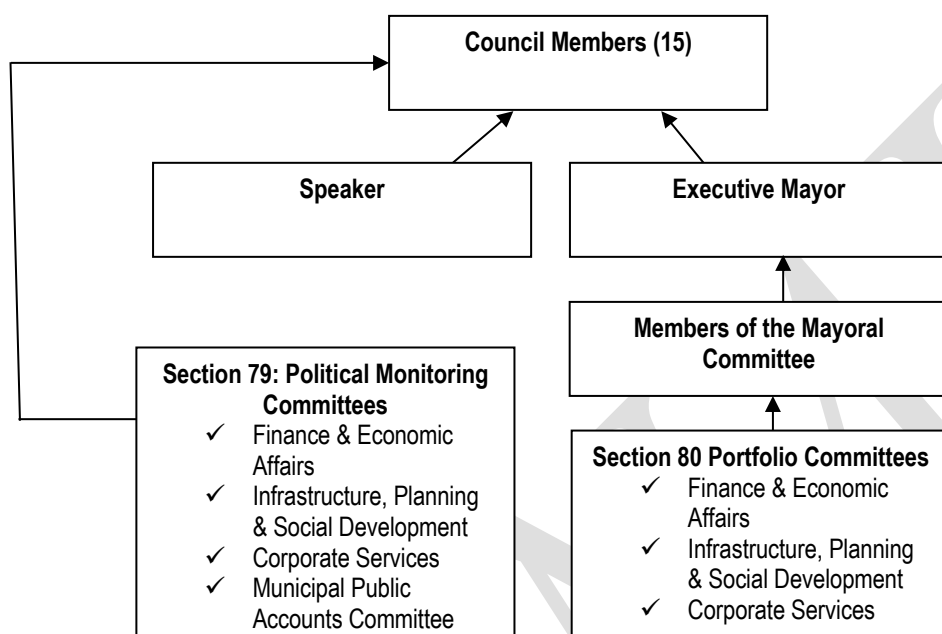 Council Members (15)
Speaker
Executive Mayor
Members of the Mayoral
Committee
Section 79: Political Monitoring
Committees
✓ Finance & Economic
Affairs
✓ Infrastructure, Planning
& Social Development
✓ Corporate Services
✓ Municipal Public
Accounts Committee
Section 80 Portfolio Committees
✓ Finance & Economic
Affairs
✓ Infrastructure, Planning
& Social Development
✓ Corporate Services